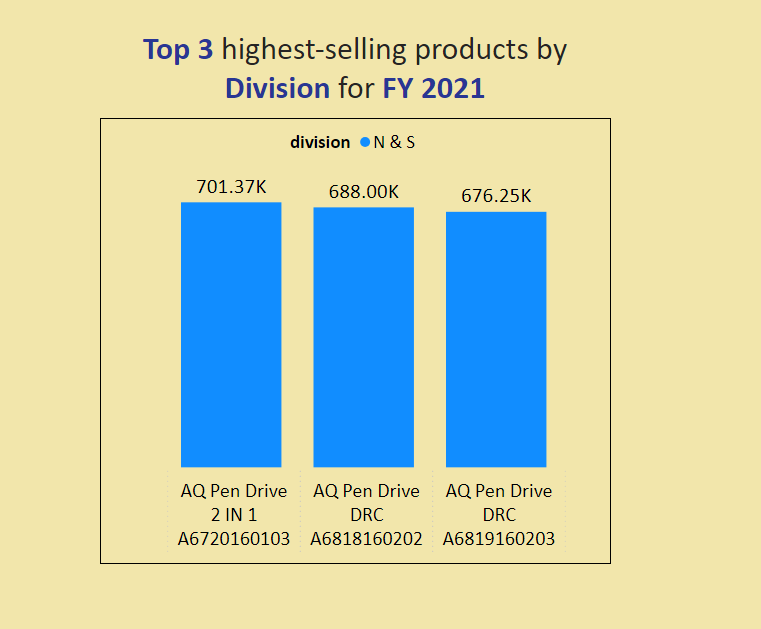 Top 3 highest-selling products by
Division for FY 2021
division N & S
701.37K
688.00K
676.25K
AQ Pen Drive
2 IN 1
A6720160103
AQ Pen Drive
DRC
A6818160202
AQ Pen Drive
DRC
A6819160203